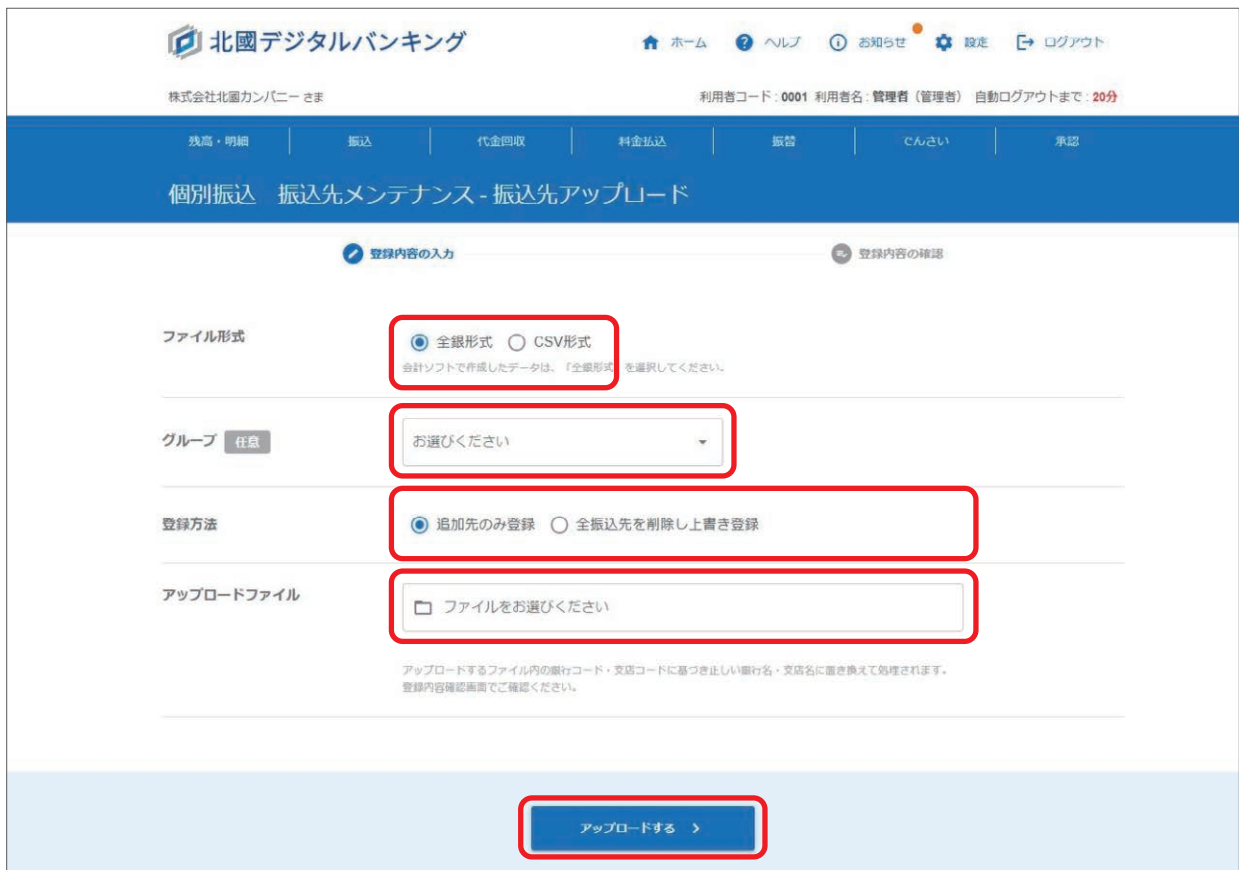 北國デジタルバンキング
ホーム ヘルプ お知らせ 設定 ログアウト
株式会社北國カンパニー さま
利用者コード : 0001 利用者名 : 管理者 (管理者) 自動ログアウトまで : 20分
残高・明細 振込 代金回収 料金払込 振替 でんさい 承認
個別振込 振込先メンテナンス - 振込先アップロード
登録内容の入力 登録内容の確認
ファイル形式
全銀形式 CSV形式
会計ソフトで作成したデータは、「全銀形式」を選択してください。
グループ 任意
お選びください
登録方法
追加先のみ登録 全振込先を削除し上書き登録
アップロードファイル
ファイルをお選びください
アップロードするファイル内の銀行コード・支店コードに基づき正しい銀行名・支店名に置き換えて処理されます。
登録内容確認画面でご確認ください。
アップロードする